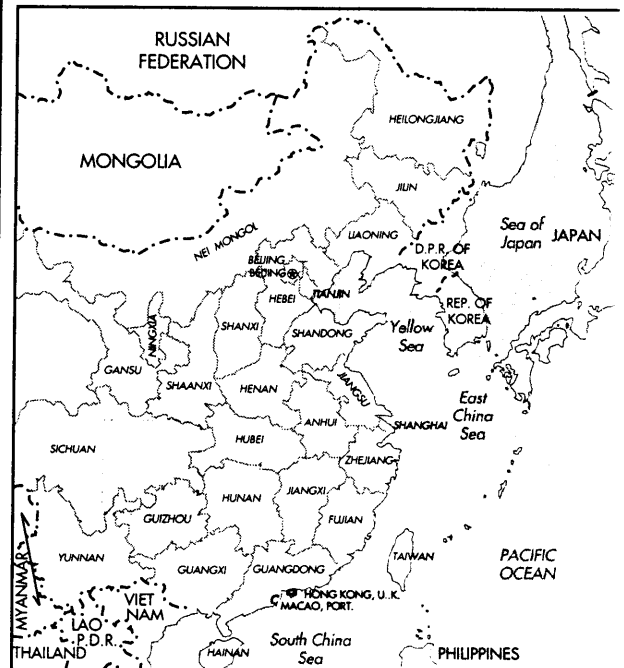 RUSSIAN
FEDERATION
HEILONGJIANG
MONGOLIA
JILIN
NEI MONGOL
LIAONING
Sea of
Japan
JAPAN
D.P.R. OF
KOREA
BEIJING
BEIJING
HEBEI
TIANJIN
REP. OF
KOREA
NINGXIA
SHANXI
SHANDONG
Yellow
Sea
GANSU
SHAANXI
HENAN
JIANGSU
East
China
Sea
ANHUI
SHANGHAI
SICHUAN
HUBEI
ZHEJIANG
HUNAN
JIANGXI
GUIZHOU
FUJIAN
MYANMAR
YUNNAN
GUANGXI
GUANGDONG
TAIWAN
PACIFIC
OCEAN
VIET
NAM
HONG KONG, U.K.
MACAO, PORT.
LAO
P.D.R.
THAILAND
HAINAN
South China
Sea
PHILIPPINES